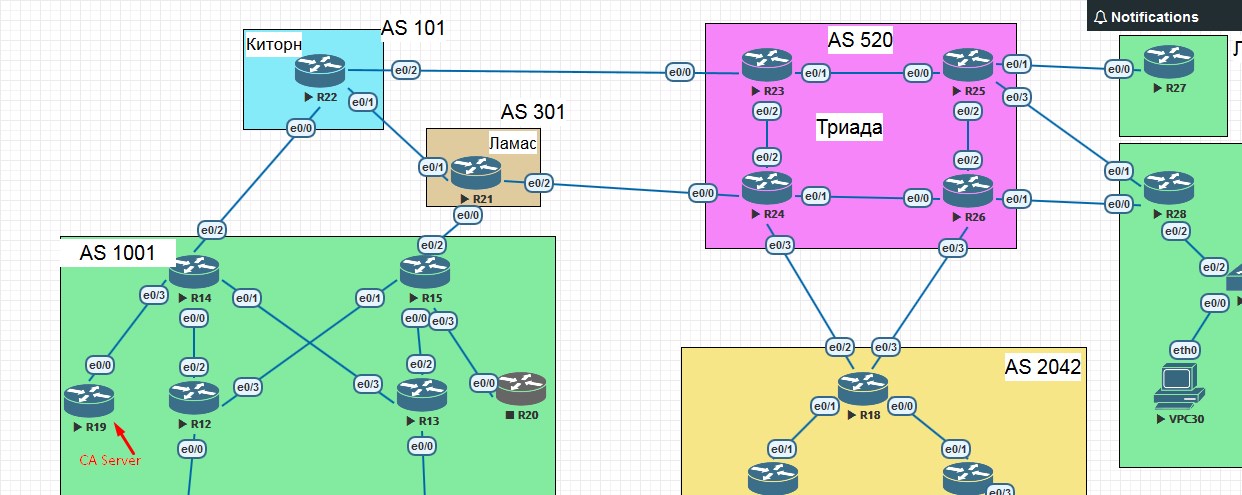 Notifications
AS 101
Киторн
R22
e0/2
e0/1
e0/0
AS 301
Ламас
e0/1
R21
e0/2
e0/0
AS 520
Триада
e0/0
R23
e0/1
e0/2
e0/0
R25
e0/1
e0/3
e0/2
e0/2
e0/0
R24
e0/1
e0/3
e0/2
e0/0
R26
e0/1
e0/3
e0/0
R27
e0/1
e0/0
R28
e0/2
e0/2
e0/0
eth0
VPC30
AS 1001
e0/2
R14
e0/3
e0/1
e0/0
e0/2
R15
e0/1
e0/0
e0/3
e0/0
R19
CA Server
e0/2
e0/3
R12
e0/0
e0/3
e0/2
R13
e0/0
e0/0
R20
AS 2042
e0/2
e0/3
R18
e0/1
e0/0
e0/1
e0/1
e0/3